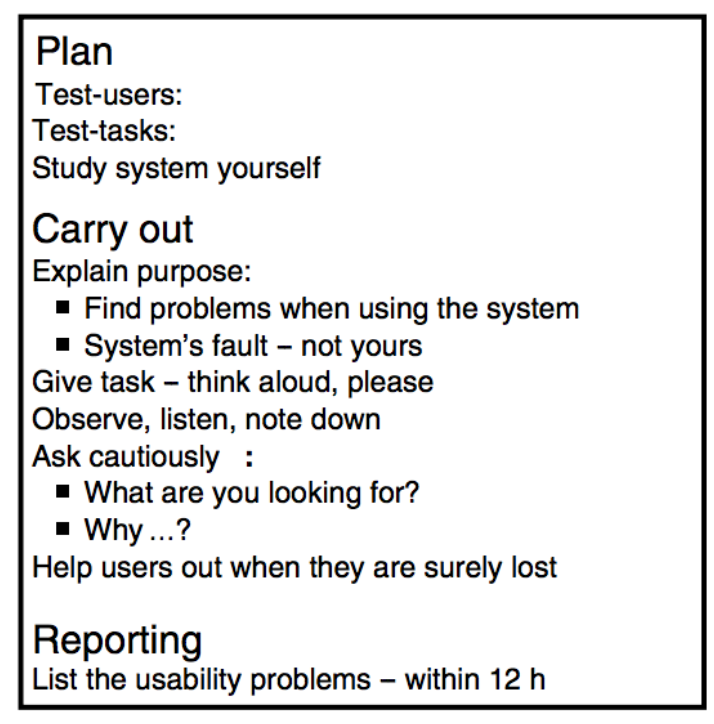 Plan
Test-users:
Test-tasks:
Study system yourself
Carry out
Explain purpose:
■ Find problems when using the system
■ System's fault – not yours
Give task – think aloud, please
Observe, listen, note down
Ask cautiously :
■ What are you looking for?
■ Why ...?
Help users out when they are surely lost
Reporting
List the usability problems – within 12 h